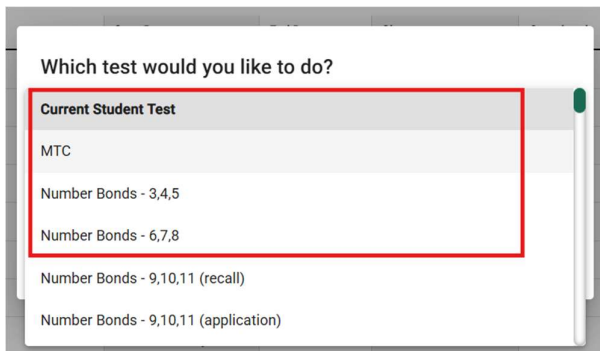 Which test would you like to do?
Current Student Test
MTC
Number Bonds - 3,4,5
Number Bonds - 6,7,8
Number Bonds - 9,10,11 (recall)
Number Bonds - 9,10,11 (application)